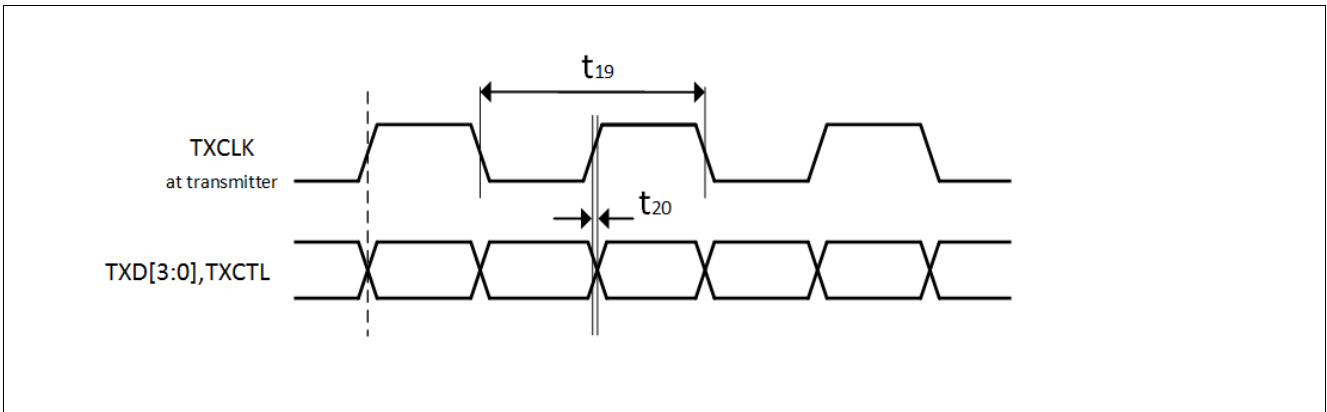 t19
TXCLK
at transmitter
t20
TXD[3:0],TXCTL